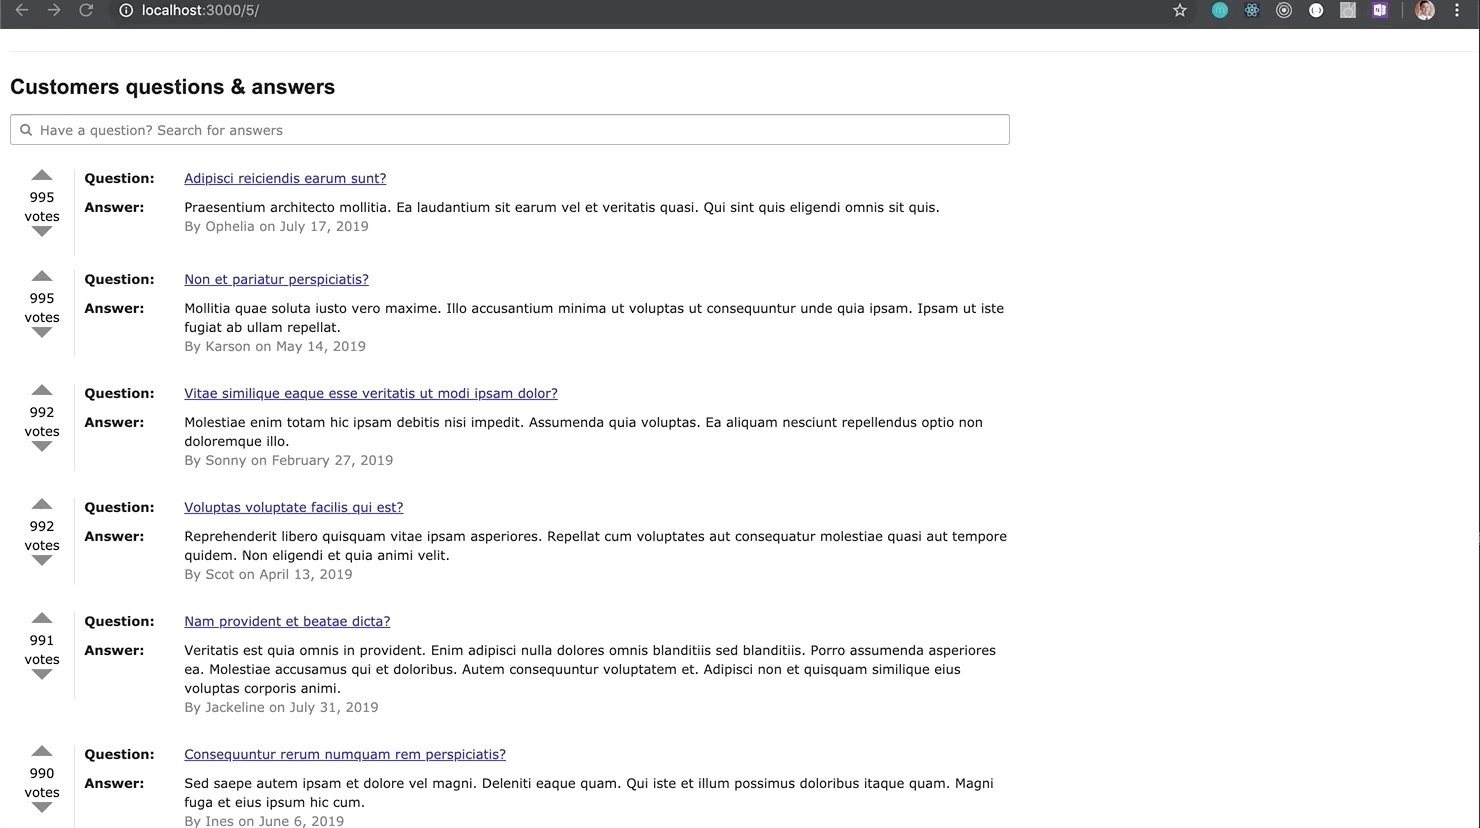 localhost:3000/5/
Customers questions & answers
Have a question? Search for answers
995
votes
Question: Adipisci reiciendis earum sunt?
Answer: Praesentium architecto mollitia. Ea laudantium sit earum vel et veritatis quasi. Qui sint quis eligendi omnis sit quis.
By Ophelia on July 17, 2019
995
votes
Question: Non et pariatur perspiciatis?
Answer: Mollitia quae soluta iusto vero maxime. Illo accusantium minima ut voluptas ut consequuntur unde quia ipsam. Ipsam ut iste
fugiat ab ullam repellat.
By Karson on May 14, 2019
992
votes
Question: Vitae similique eaque esse veritatis ut modi ipsam dolor?
Answer: Molestiae enim totam hic ipsam debitis nisi impedit. Assumenda quia voluptas. Ea aliquam nesciunt repellendus optio non
doloremque illo.
By Sonny on February 27, 2019
992
votes
Question: Voluptas voluptate facilis qui est?
Answer: Reprehenderit libero quisquam vitae ipsam asperiores. Repellat cum voluptates aut consequatur molestiae quasi aut tempore
quidem. Non eligendi et quia animi velit.
By Scot on April 13, 2019
991
votes
Question: Nam provident et beatae dicta?
Answer: Veritatis est quia omnis in provident. Enim adipisci nulla dolores omnis blanditiis sed blanditiis. Porro assumenda asperiores
ea. Molestiae accusamus qui et doloribus. Autem consequuntur voluptatem et. Adipisci non et quisquam similique eius
voluptas corporis animi.
By Jackeline on July 31, 2019
990
votes
Question: Consequuntur rerum numquam rem perspiciatis?
Answer: Sed saepe autem ipsam et dolore vel magni. Deleniti eaque quam. Qui iste et illum possimus doloribus itaque quam. Magni
fuga et eius ipsum hic cum.
By Ines on June 6, 2019